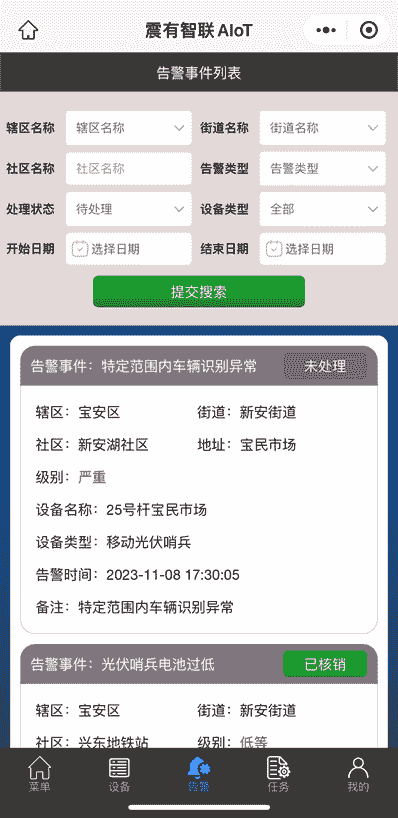 震有智联 AIoT
告警事件列表
辖区名称 辖区名称 街道名称 街道名称
社区名称 社区名称 告警类型 告警类型
处理状态 待处理 设备类型 全部
开始日期 选择日期 结束日期 选择日期
提交搜索
告警事件：特定范围内车辆识别异常 未处理
辖区：宝安区 街道：新安街道
社区：新安湖社区 地址：宝民市场
级别：严重
设备名称：25号杆宝民市场
设备类型：移动光伏哨兵
告警时间：2023-11-08 17:30:05
备注：特定范围内车辆识别异常
告警事件：光伏哨兵电池过低 已核销
辖区：宝安区 街道：新安街道
社区：兴东地铁站 级别：低等
菜单 设备 告警 任务 我的